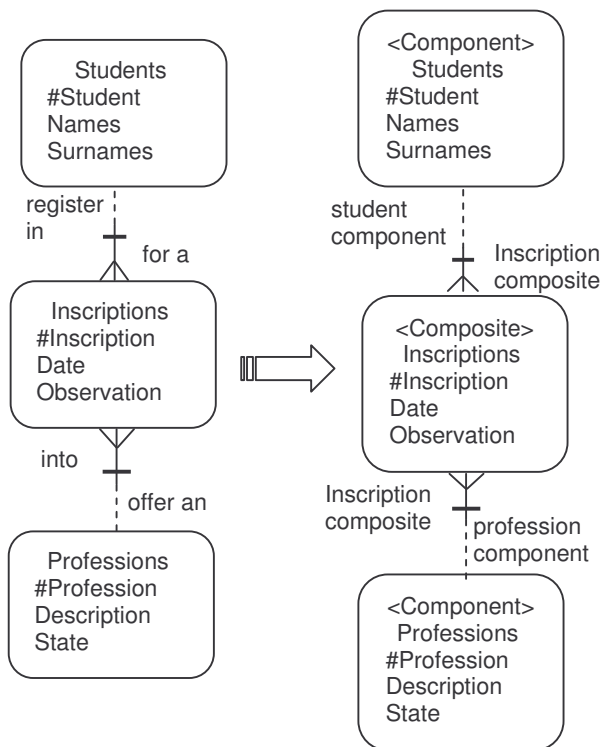 Students
#Student
Names
Surnames
register
in
for a
Inscriptions
#Inscription
Date
Observation
into
offer an
Professions
#Profession
Description
State
<Component>
Students
#Student
Names
Surnames
student
component
Inscription
composite
<Composite>
Inscriptions
#Inscription
Date
Observation
Inscription
composite
profession
component
<Component>
Professions
#Profession
Description
State